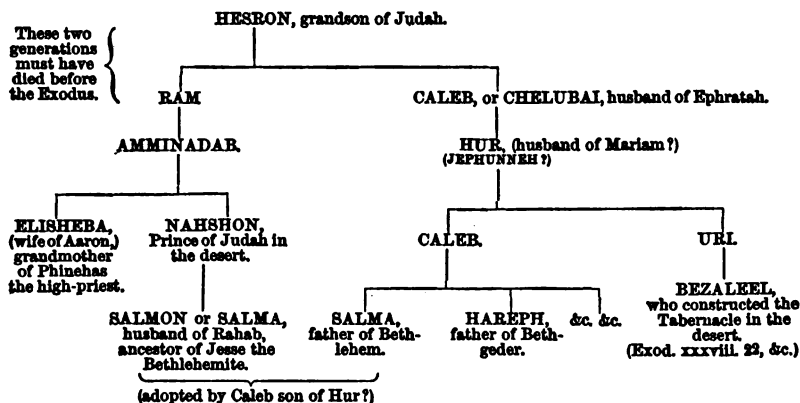 HESRON, grandson of Judah.
These two
generations
must have
died before
the Exodus.
RAM
CALEB, or CHELUBAI, husband of Ephratah.
AMMINADAB.
HUR, (husband of Mariam?)
(JEPHUNNEH?)
ELISHEBA,
(wife of Aaron,)
grandmother
of Phinehas
the high-priest.
NAHSHON,
Prince of Judah in
the desert.
CALEB.
URI.
SALMON or SALMA,
husband of Rahab,
ancestor of Jesse the
Bethlehemite.
SALMA,
father of Beth-
lehem.
HAREPH,
father of Beth-
geder.
&c. &c.
BEZALEEL,
who constructed the
Tabernacle in the
desert.
(Exod. xxxviii. 22, &c.)
(adopted by Caleb son of Hur?)